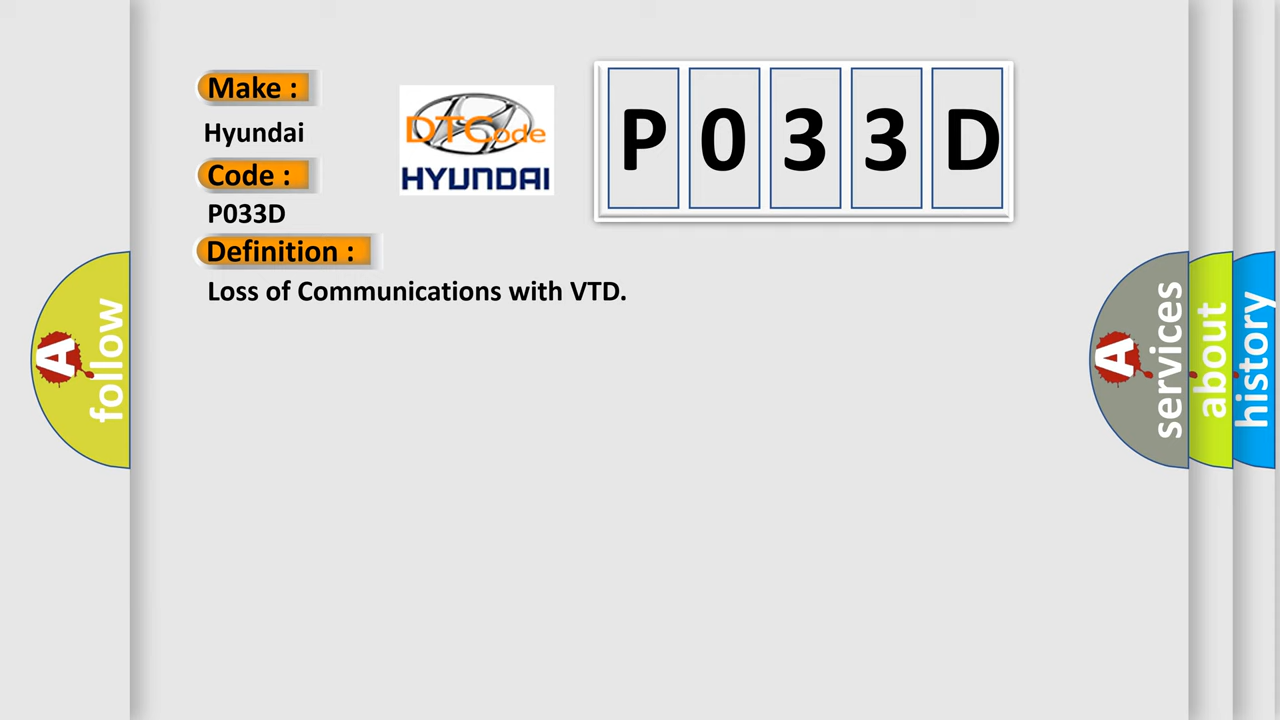 Make :
Hyundai
Code :
P033D
Definition :
Loss of Communications with VTD.
DTCode
HYUNDAI
P 0 3 3 D
A
follow
A
services
about
history